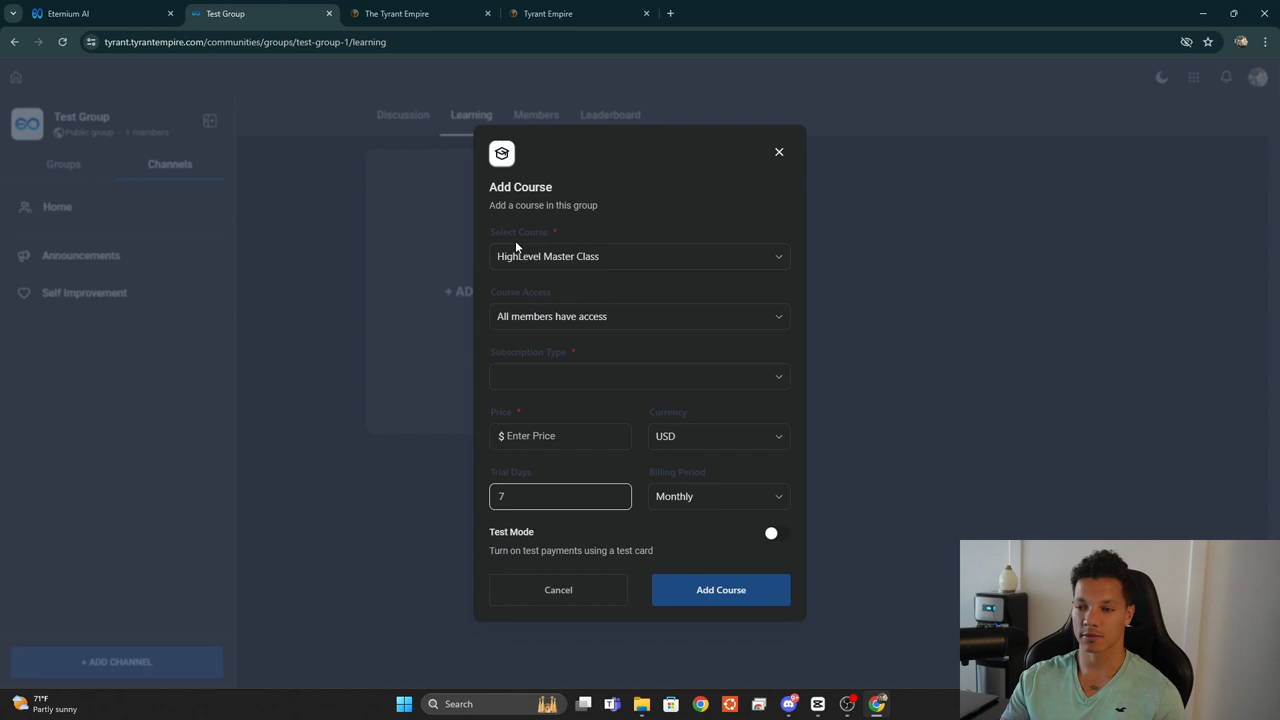 Eternium AI
Test Group
The Tyrant Empire
Tyrant Empire
tyrant.tyrantempire.com/communities/groups/test-group-1/learning
Test Group
Public group - 1 members
Groups
Channels
Home
Announcements
Self Improvement
+ ADD CHANNEL
Discussion
Learning
Members
Leaderboard
+ AD
Add Course
Add a course in this group
Select Course *
HighLevel Master Class
Course Access
All members have access
Subscription Type *
Price *
Currency
$ Enter Price
USD
Trial Days
Billing Period
7
Monthly
Test Mode
Turn on test payments using a test card
Cancel
Add Course
71°F
Partly sunny
Search